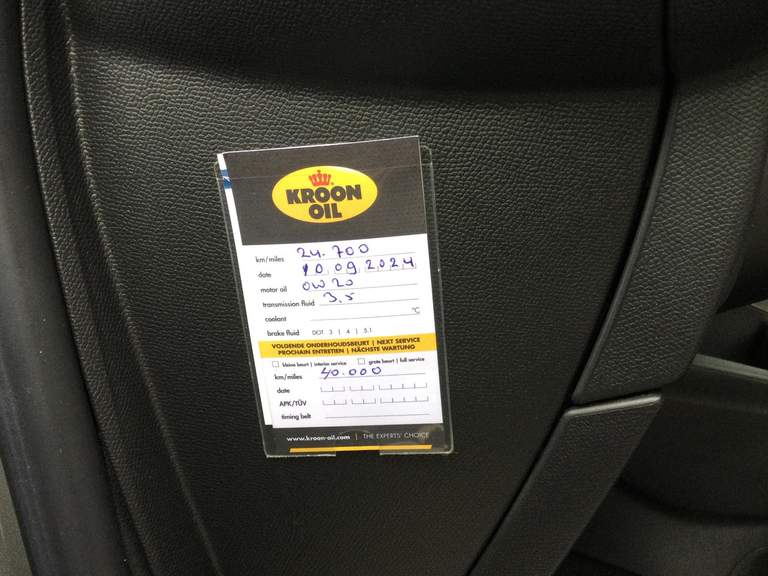 KROON
OIL
km/miles 24.700
date 10 09 2024
motor oil 0W20
transmission fluid 3.5
coolant °C
brake fluid DOT 3 | 4 | 5.1
VOLGENDE ONDERHOUDSBEURT | NEXT SERVICE
PROCHAIN ENTRETIEN | NÄCHSTE WARTUNG
kleine beurt | interim service grote beurt | full service
km/miles 40.000
date
APK/TÜV
timing belt
www.kroon-oil.com | THE EXPERTS' CHOICE